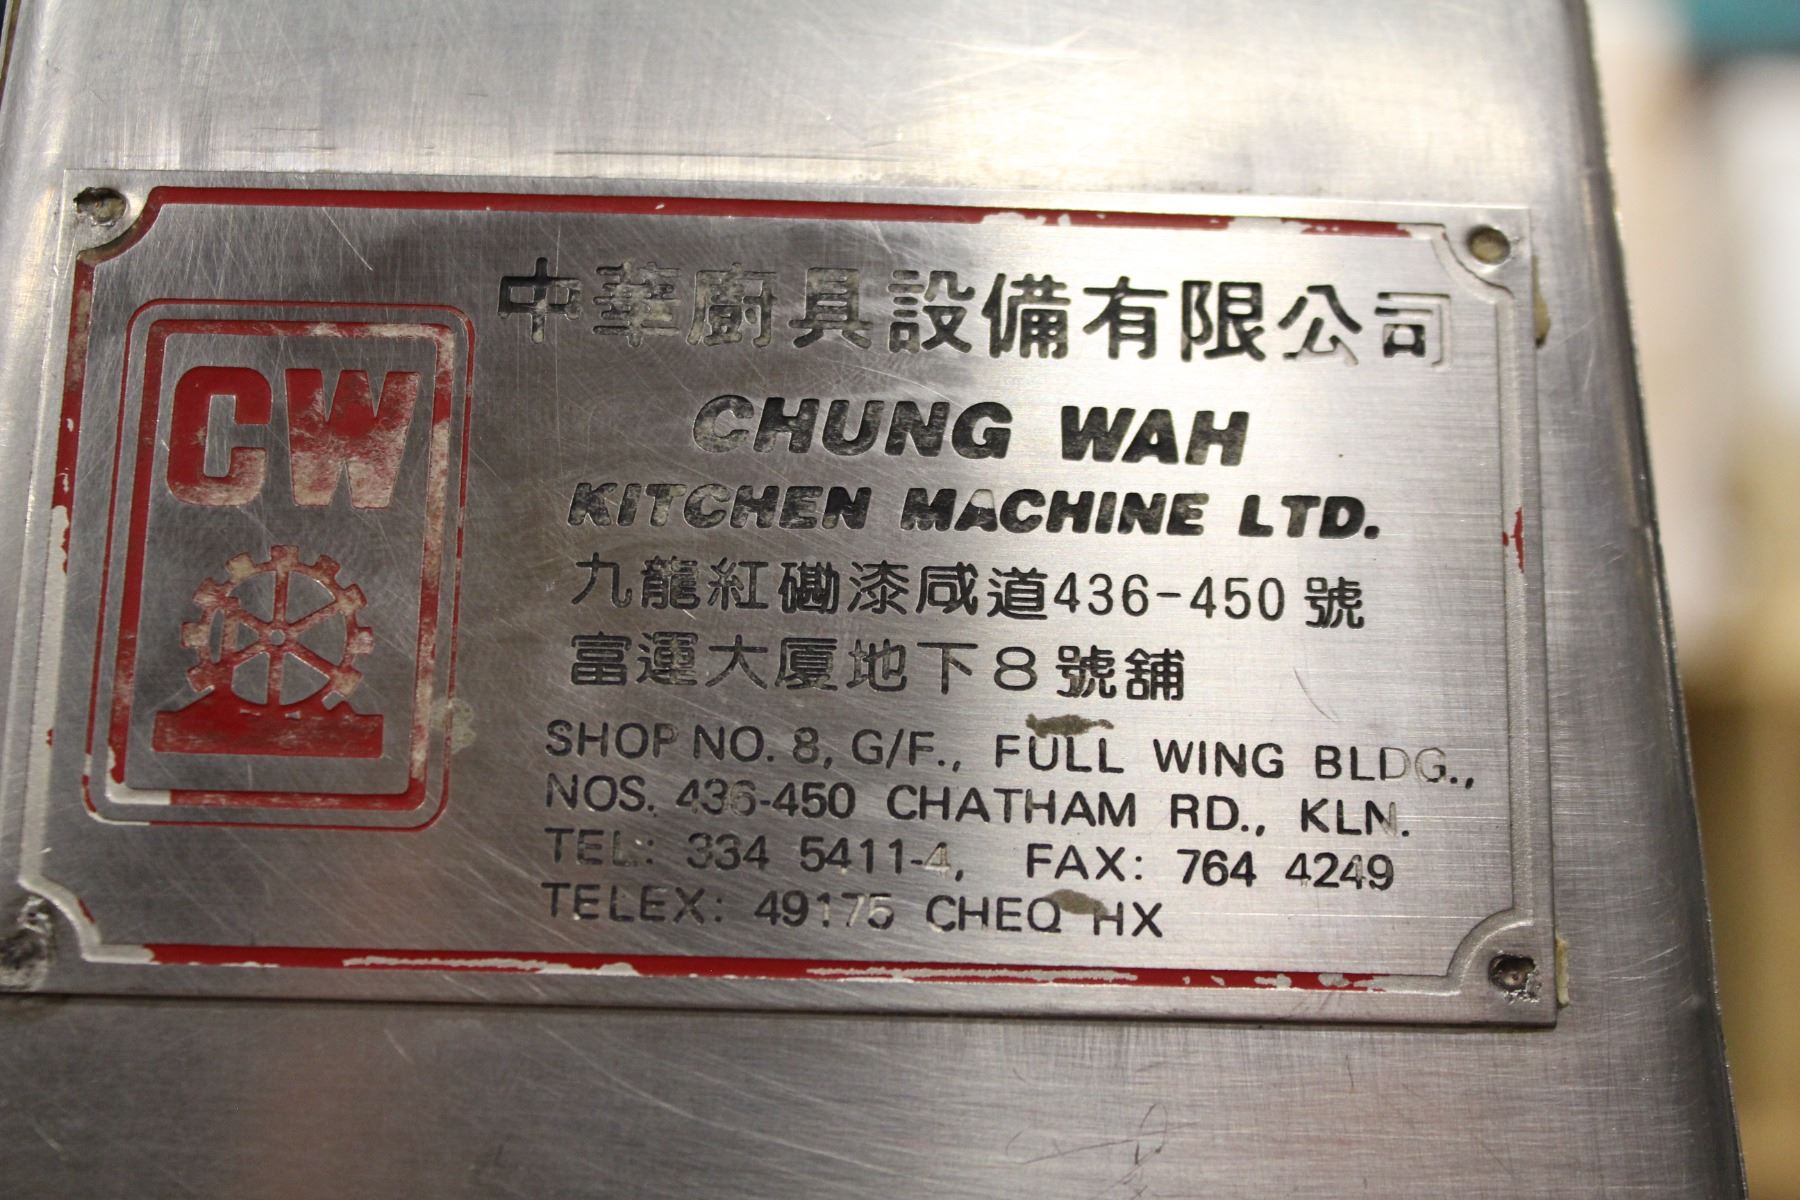 CW
中華廚具設備有限公司
CHUNG WAH
KITCHEN MACHINE LTD.
九龍紅磡漆咸道436-450號
富運大厦地下8號舖
SHOP NO. 8, G/F., FULL WING BLDG.,
NOS. 436-450 CHATHAM RD., KLN.
TEL: 334 5411-4, FAX: 764 4249
TELEX: 49175 CHEQ HX